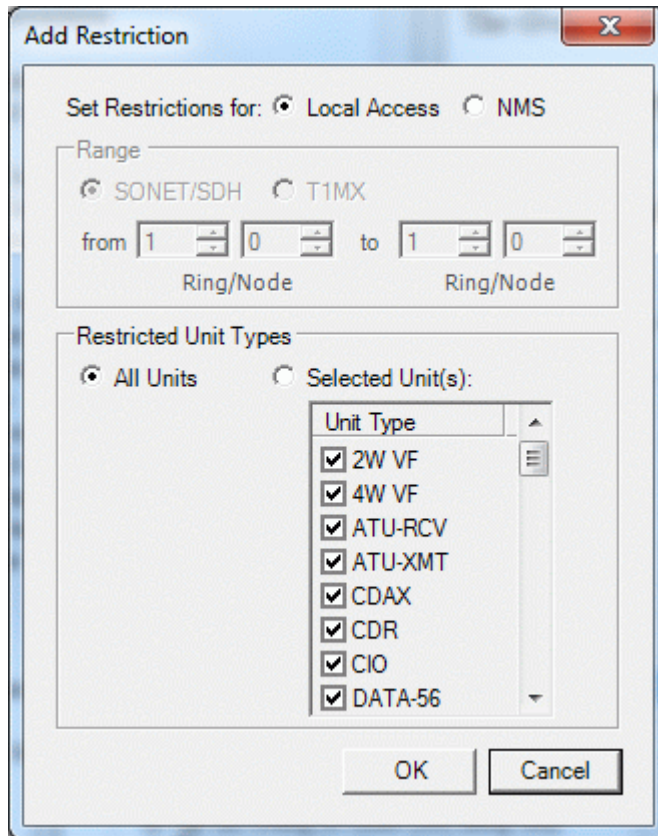 Add Restriction
Set Restrictions for: Local Access NMS
Range
SONET/SDH T1MX
from 1 0 to 1 0
Ring/Node Ring/Node
Restricted Unit Types
All Units Selected Unit(s):
Unit Type
2W VF
4W VF
ATU-RCV
ATU-XMT
CDAX
CDR
CIO
DATA-56
OK Cancel